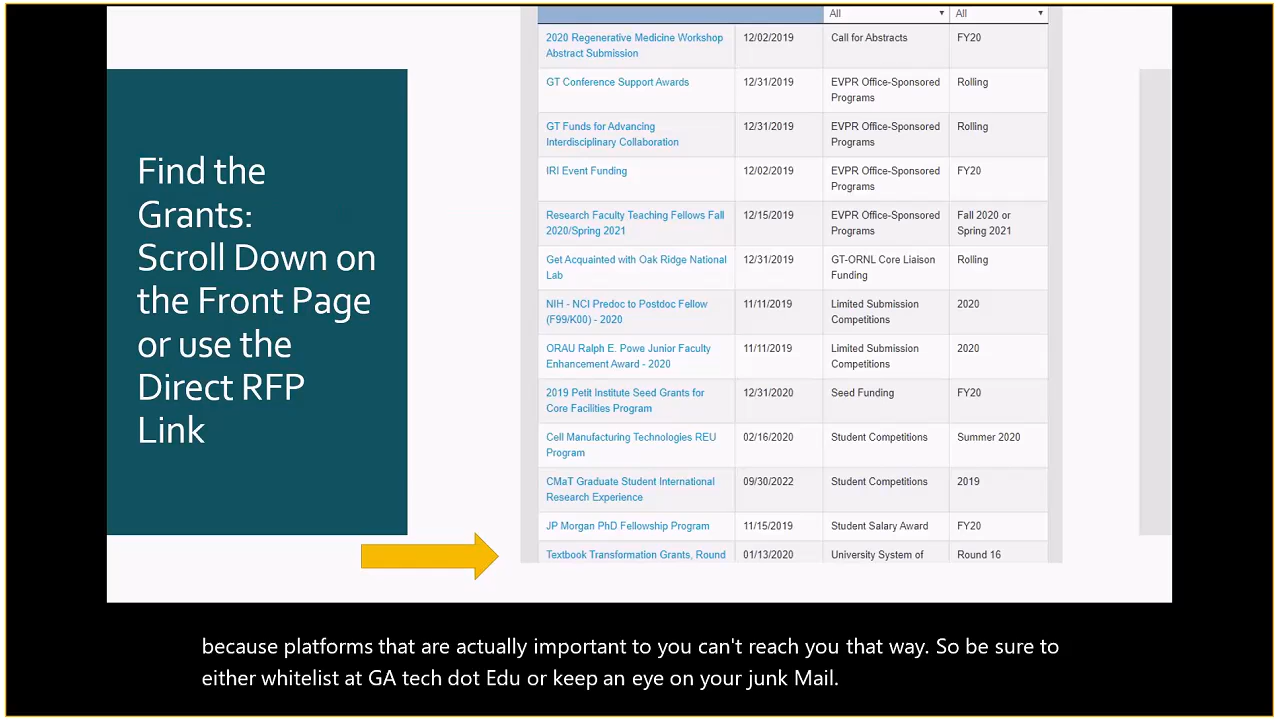 All All
2020 Regenerative Medicine Workshop 12/02/2019 Call for Abstracts FY20
Abstract Submission
GT Conference Support Awards 12/31/2019 EVPR Office-Sponsored Rolling
Programs
GT Funds for Advancing 12/31/2019 EVPR Office-Sponsored Rolling
Interdisciplinary Collaboration Programs
IRI Event Funding 12/02/2019 EVPR Office-Sponsored FY20
Programs
Research Faculty Teaching Fellows Fall 12/15/2019 EVPR Office-Sponsored Fall 2020 or
2020/Spring 2021 Programs Spring 2021
Get Acquainted with Oak Ridge National 12/31/2019 GT-ORNL Core Liaison Rolling
Lab Funding
NIH - NCI Predoc to Postdoc Fellow 11/11/2019 Limited Submission 2020
(F99/K00) - 2020 Competitions
ORAU Ralph E. Powe Junior Faculty 11/11/2019 Limited Submission 2020
Enhancement Award - 2020 Competitions
2019 Petit Institute Seed Grants for 12/31/2020 Seed Funding FY20
Core Facilities Program
Cell Manufacturing Technologies REU 02/16/2020 Student Competitions Summer 2020
Program
CMaT Graduate Student International 09/30/2022 Student Competitions 2019
Research Experience
JP Morgan PhD Fellowship Program 11/15/2019 Student Salary Award FY20
Textbook Transformation Grants, Round 01/13/2020 University System of Round 16
Find the
Grants:
Scroll Down on
the Front Page
or use the
Direct RFP
Link
because platforms that are actually important to you can't reach you that way. So be sure to
either whitelist at GA tech dot Edu or keep an eye on your junk Mail.